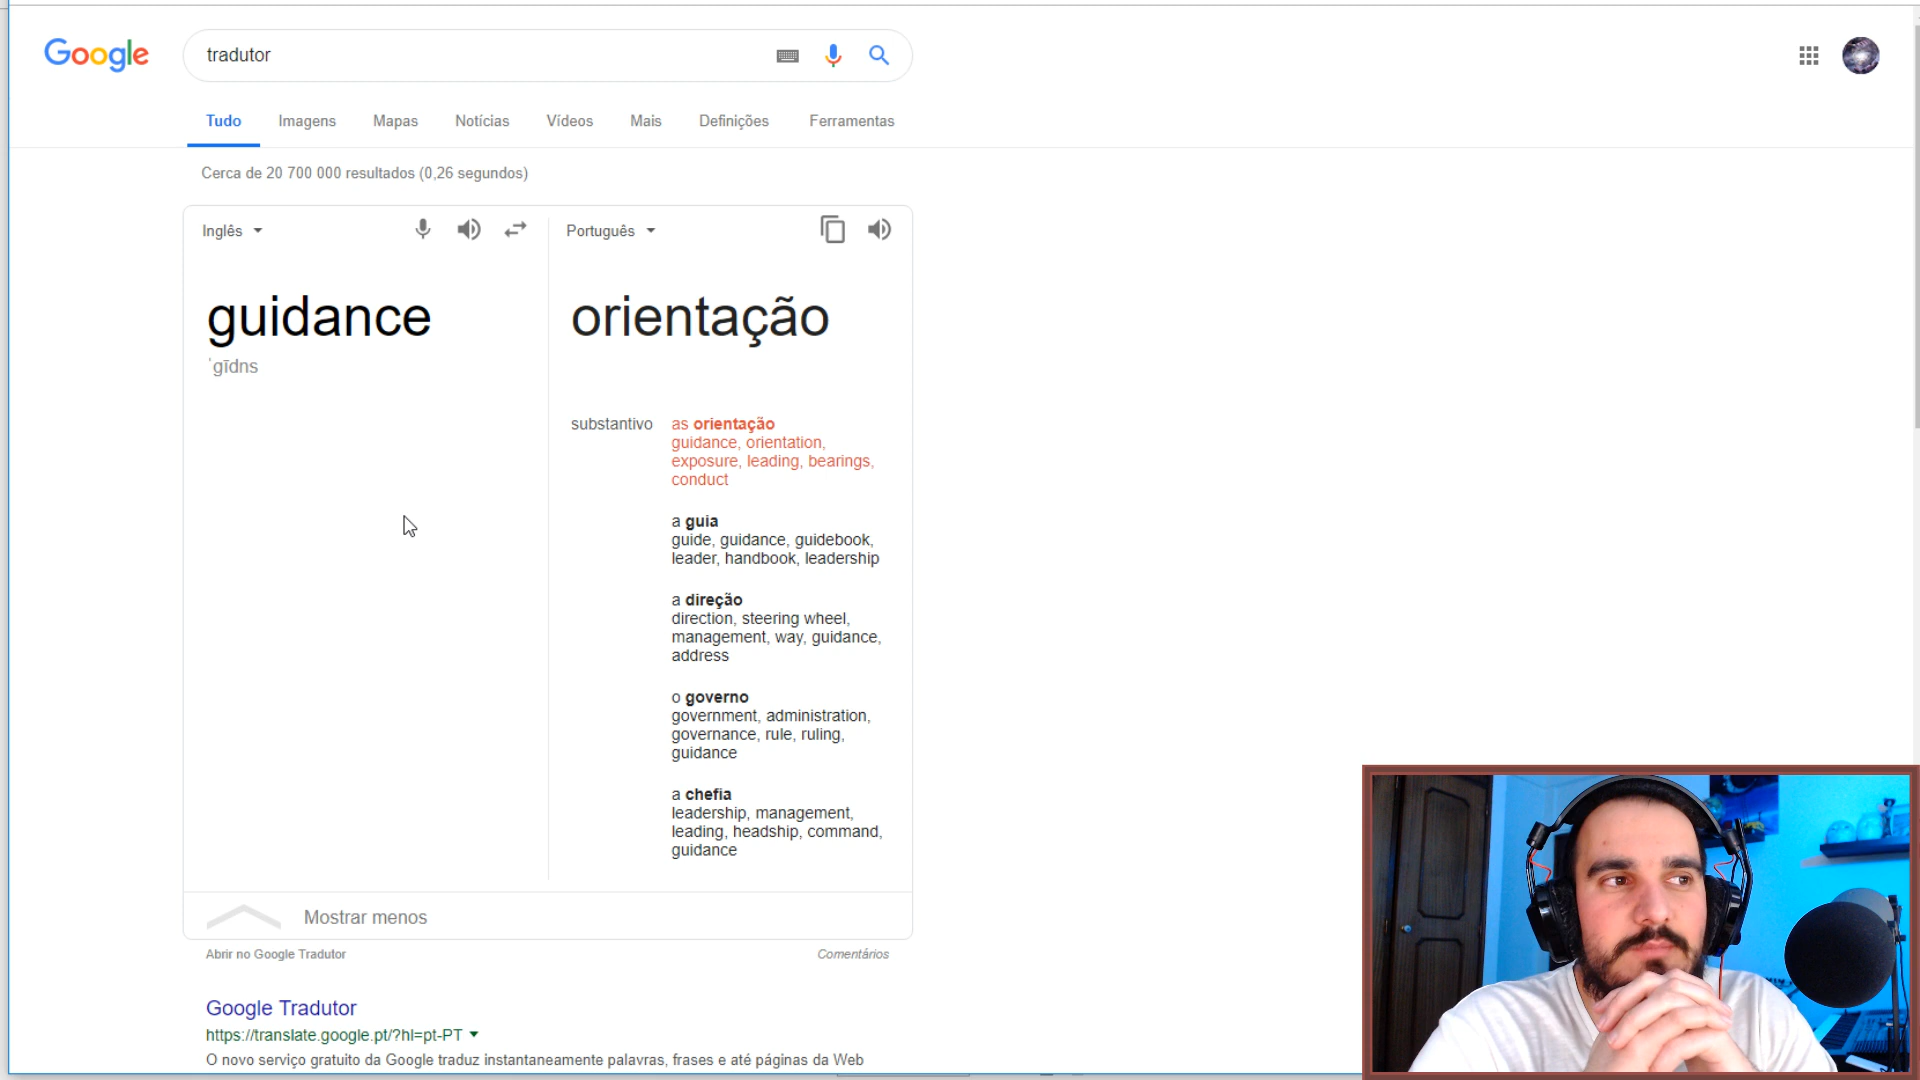 Google
tradutor
Tudo Imagens Mapas Notícias Vídeos Mais Definições Ferramentas
Cerca de 20 700 000 resultados (0,26 segundos)
Inglês Português
guidance
ˈgīdns
orientação
substantivo
as orientação
guidance, orientation,
exposure, leading, bearings,
conduct
a guia
guide, guidance, guidebook,
leader, handbook, leadership
a direção
direction, steering wheel,
management, way, guidance,
address
o governo
government, administration,
governance, rule, ruling,
guidance
a chefia
leadership, management,
leading, headship, command,
guidance
Mostrar menos
Abrir no Google Tradutor Comentários
Google Tradutor
https://translate.google.pt/?hl=pt-PT
O novo serviço gratuito da Google traduz instantaneamente palavras, frases e até páginas da Web